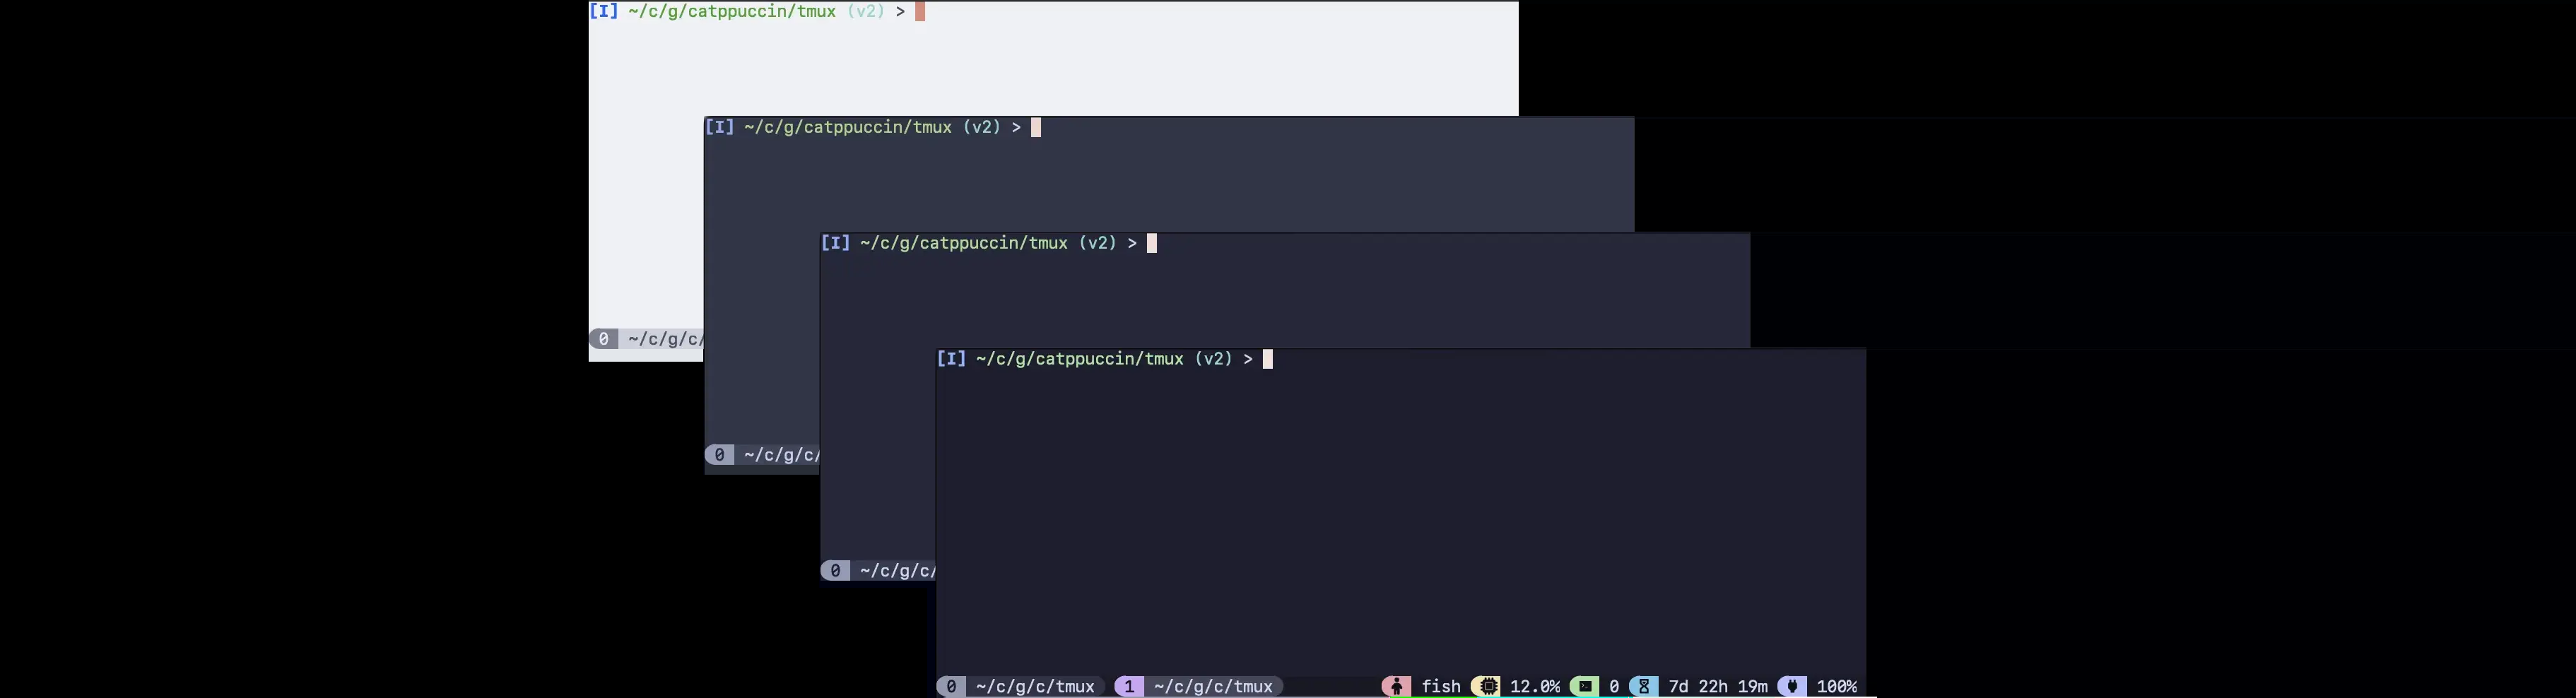 [I] ~/c/g/catppuccin/tmux (v2) >
[I] ~/c/g/catppuccin/tmux (v2) >
[I] ~/c/g/catppuccin/tmux (v2) >
0 ~/c/g/c/
[I] ~/c/g/catppuccin/tmux (v2) >
0 ~/c/g/c/
0 ~/c/g/c/
0 ~/c/g/c/tmux 1 ~/c/g/c/tmux fish 12.0% 0 7d 22h 19m 100%